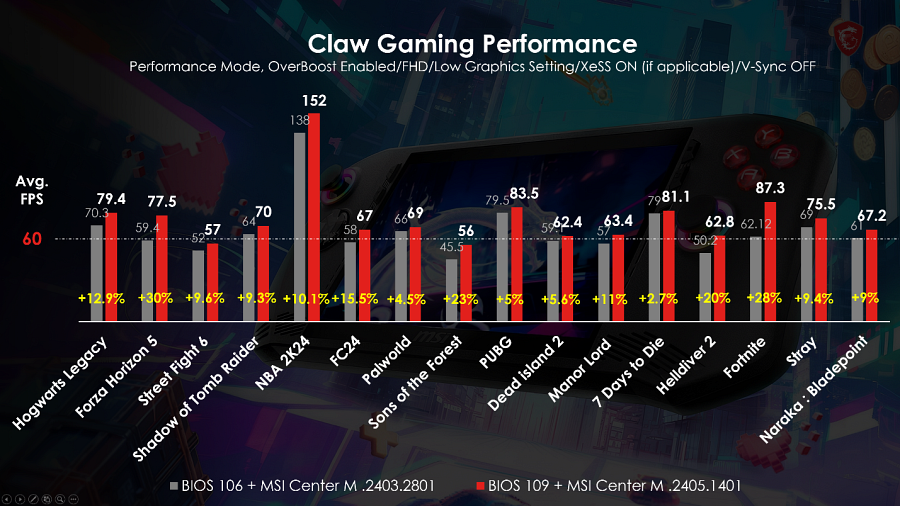 Claw Gaming Performance
Performance Mode, OverBoost Enabled/FHD/Low Graphics Setting/XeSS ON (if applicable)/V-Sync OFF
Avg.
FPS
60
70.3 79.4
59.4 77.5
52 57
64 70
138 152
58 67
66 69
45.5 56
79.5 83.5
62.4
57 63.4
79 81.1
50.2 62.8
62.12 87.3
69 75.5
61 67.2
+12.9% +30% +9.6% +9.3% +10.1% +15.5% +4.5% +23% +5% +5.6% +11% +2.7% +20% +28% +9.4% +9%
Hogwarts Legacy
Forza Horizon 5
Street Fight 6
Shadow of Tomb Raider
NBA 2K24
FC24
Palworld
Sons of the Forest
PUBG
Dead Island 2
Manor Lord
7 Days to Die
Helldiver 2
Fortnite
Stray
Naraka : Bladepoint
BIOS 106 + MSI Center M .2403.2801
BIOS 109 + MSI Center M .2405.1401